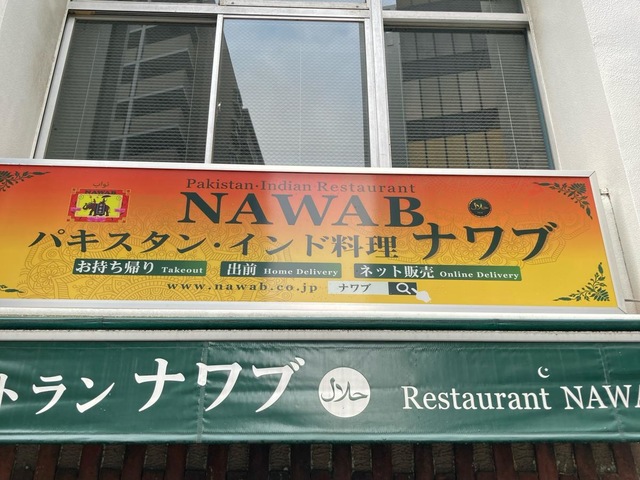 Pakistan·Indian Restaurant
نواب
NAWAB
NAWAB
パキスタン・インド料理 ナワブ
お持ち帰り Takeout 出前 Home Delivery ネット販売 Online Delivery
www.nawab.co.jp ナワブ
トラン ナワブ حلال Restaurant NAWA